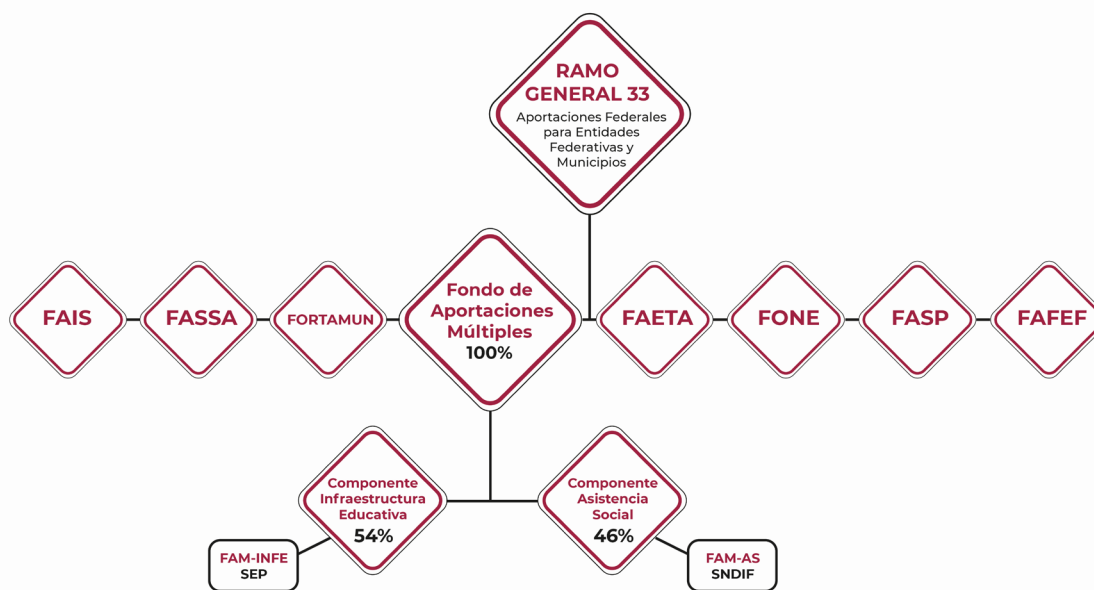 RAMO
GENERAL 33
Aportaciones Federales
para Entidades
Federativas y
Municipios
FAIS
FASSA
FORTAMUN
Fondo de
Aportaciones
Múltiples
100%
FAETA
FONE
FASP
FAFEF
Componente
Infraestructura
Educativa
54%
Componente
Asistencia
Social
46%
FAM-INFE
SEP
FAM-AS
SNDIF